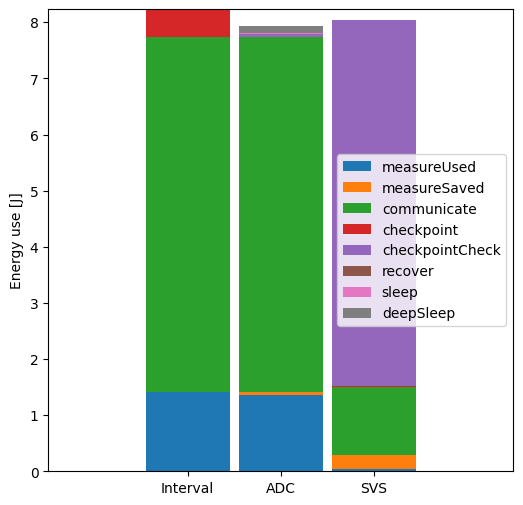 8
7
6
5
4
3
2
1
0
Energy use [J]
measureUsed
measureSaved
communicate
checkpoint
checkpointCheck
recover
sleep
deepSleep
Interval ADC SVS